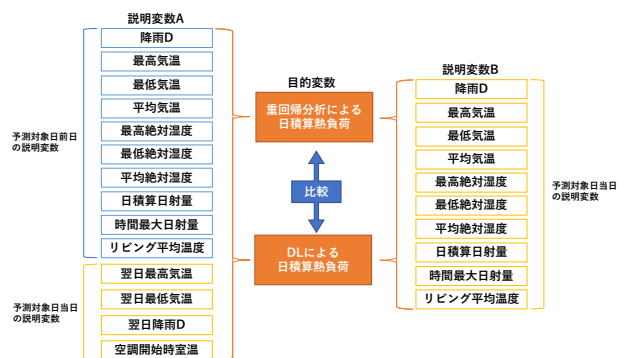 説明変数A
降雨D
最高気温
最低気温
平均気温
最高絶対湿度
最低絶対湿度
平均絶対湿度
日積算日射量
時間最大日射量
リビング平均温度
翌日最高気温
翌日最低気温
翌日降雨D
空調開始時室温
予測対象日前日
の説明変数
予測対象日当日
の説明変数
目的変数
重回帰分析による
日積算熱負荷
比較
DLによる
日積算熱負荷
説明変数B
降雨D
最高気温
最低気温
平均気温
最高絶対湿度
最低絶対湿度
平均絶対湿度
日積算日射量
時間最大日射量
リビング平均温度
予測対象日当日
の説明変数